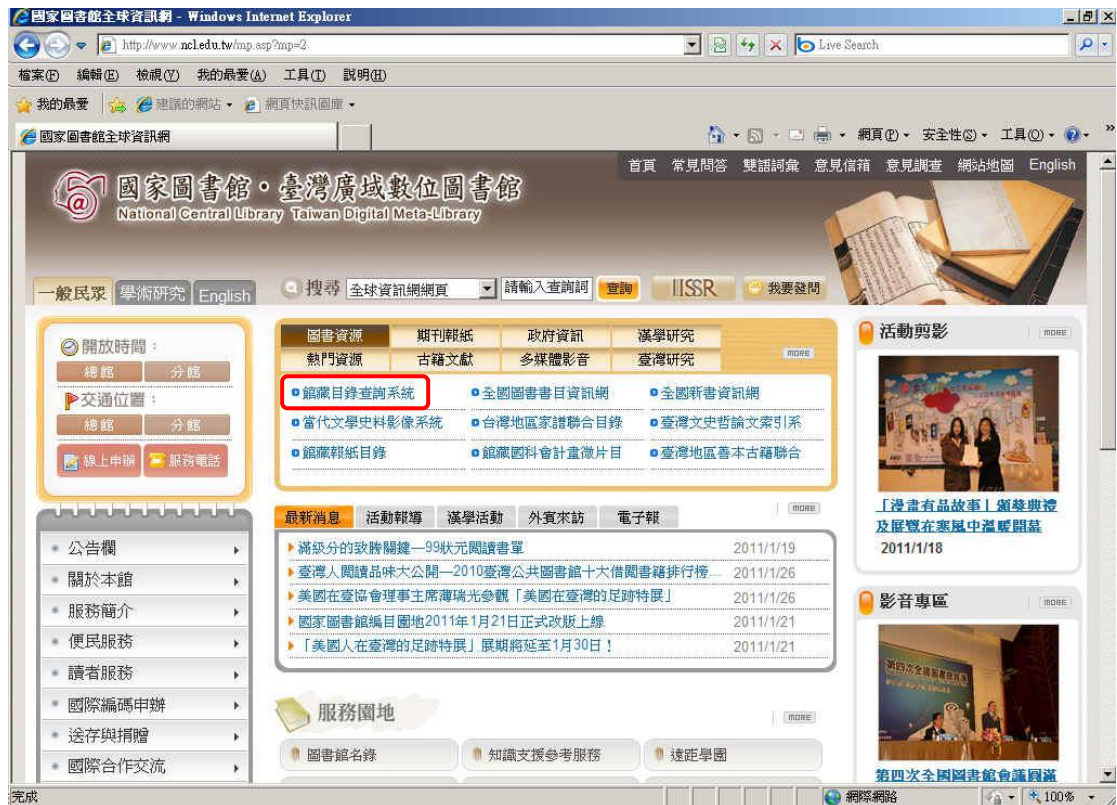 國家圖書館全球資訊網 - Windows Internet Explorer
http://www.ncl.edu.tw/mp.asp?mp=2
Live Search
檔案(F) 編輯(E) 檢視(V) 我的最愛(A) 工具(T) 說明(H)
我的最愛 建議的網站 網頁快訊圖庫
國家圖書館全球資訊網
網頁(P) 安全性(S) 工具(O)
首頁 常見問答 雙語詞彙 意見信箱 意見調查 網站地圖 English
國家圖書館・臺灣廣域數位圖書館
National Central Library Taiwan Digital Meta-Library
一般民眾 學術研究 English
搜尋 全球資訊網網頁 請輸入查詢詞 查詢 IISSR 我要發問
開放時間：
總館 分館
交通位置：
總館 分館
線上申辦 服務電話
圖書資源 期刊報紙 政府資訊 漢學研究
熱門資源 古籍文獻 多媒體影音 臺灣研究
more
館藏目錄查詢系統 全國圖書書目資訊網 全國新書資訊網
當代文學史料影像系統 台灣地區家譜聯合目錄 臺灣文史哲論文索引系
館藏報紙目錄 館藏國科會計畫微片目 臺灣地區善本古籍聯合
最新消息 活動報導 漢學活動 外賓來訪 電子報
more
滿級分的致勝關鍵—99狀元閱讀書單 2011/1/19
臺灣人閱讀品味大公開—2010臺灣公共圖書館十大借閱書籍排行榜... 2011/1/26
美國在臺協會理事主席薄瑞光參觀「美國在臺灣的足跡特展」 2011/1/26
國家圖書館編目園地2011年1月21日正式改版上線 2011/1/21
「美國人在臺灣的足跡特展」展期將延至1月30日！ 2011/1/21
服務園地
more
圖書館名錄 知識支援參考服務 遠距學園
公告欄
關於本館
服務簡介
便民服務
讀者服務
國際編碼申辦
送存與捐贈
國際合作交流
活動剪影
more
「漫畫有品故事」頒獎典禮
及展覽在寒風中溫暖開幕
2011/1/18
影音專區
more
第四次全國圖書館會議圓滿
完成
網際網路
100%